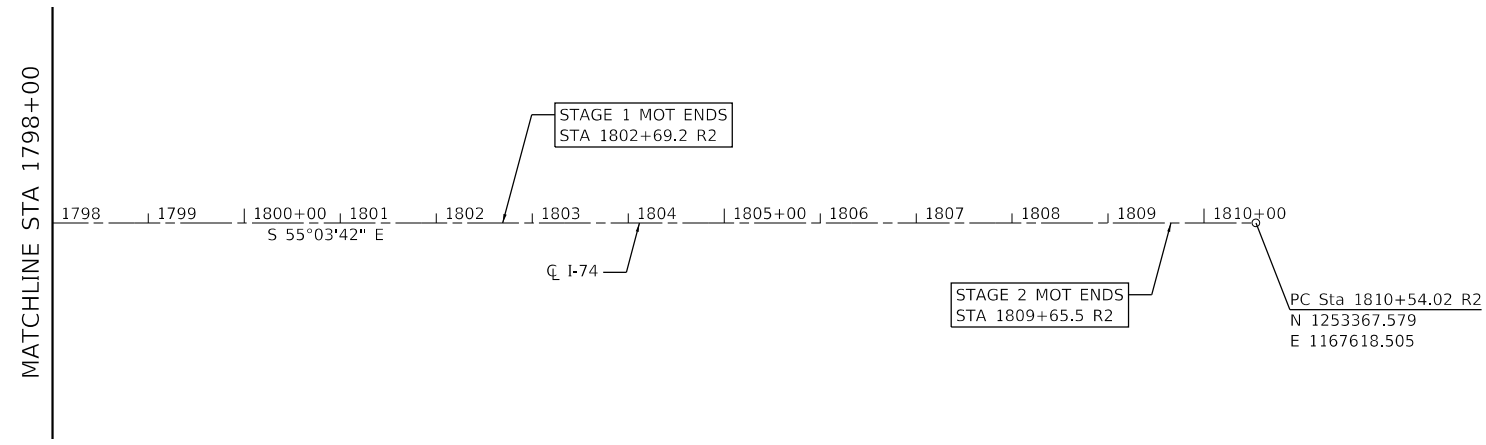 MATCHLINE STA 1798+00
STAGE 1 MOT ENDS
STA 1802+69.2 R2
1798 1799 1800+00 1801 1802 1803 1804 1805+00 1806 1807 1808 1809 1810+00
S 55°03'42" E
℄ I-74
STAGE 2 MOT ENDS
STA 1809+65.5 R2
PC Sta 1810+54.02 R2
N 1253367.579
E 1167618.505